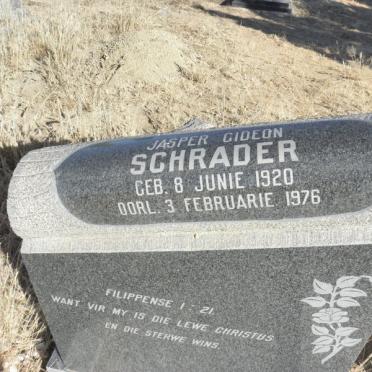 JASPER GIDEON
SCHRADER
GEB. 8 JUNIE 1920
OORL. 3 FEBRUARIE 1976
FILIPPENSE 1 - 21.
WANT VIR MY IS DIE LEWE CHRISTUS
EN DIE STERWE WINS.